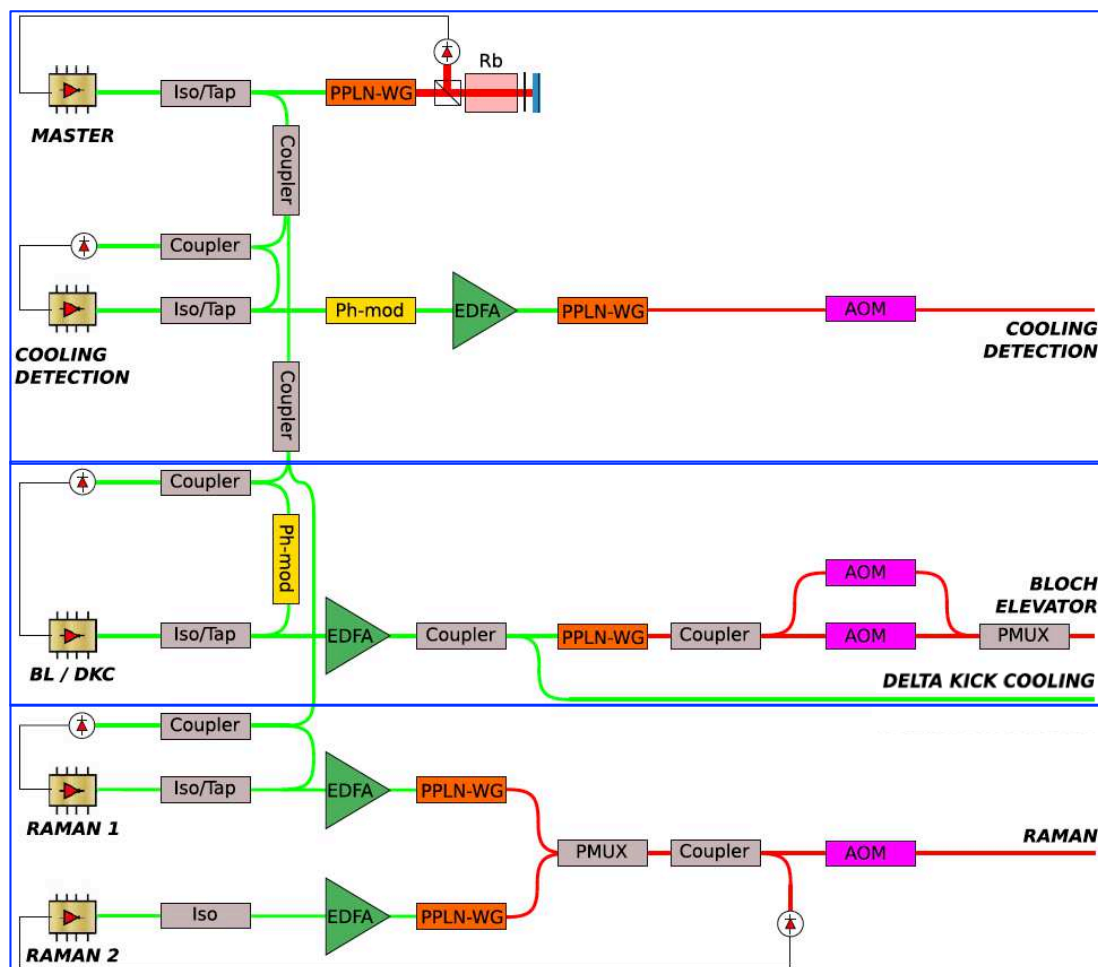 Rb
Iso/Tap
PPLN-WG
MASTER
Coupler
Coupler
Iso/Tap
Ph-mod
EDFA
PPLN-WG
AOM
COOLING
DETECTION
COOLING
DETECTION
Coupler
Coupler
Ph-mod
AOM
BLOCH
ELEVATOR
Iso/Tap
EDFA
Coupler
PPLN-WG
Coupler
AOM
PMUX
BL / DKC
DELTA KICK COOLING
Coupler
Iso/Tap
EDFA
PPLN-WG
RAMAN 1
RAMAN
PMUX
Coupler
AOM
Iso
EDFA
PPLN-WG
RAMAN 2